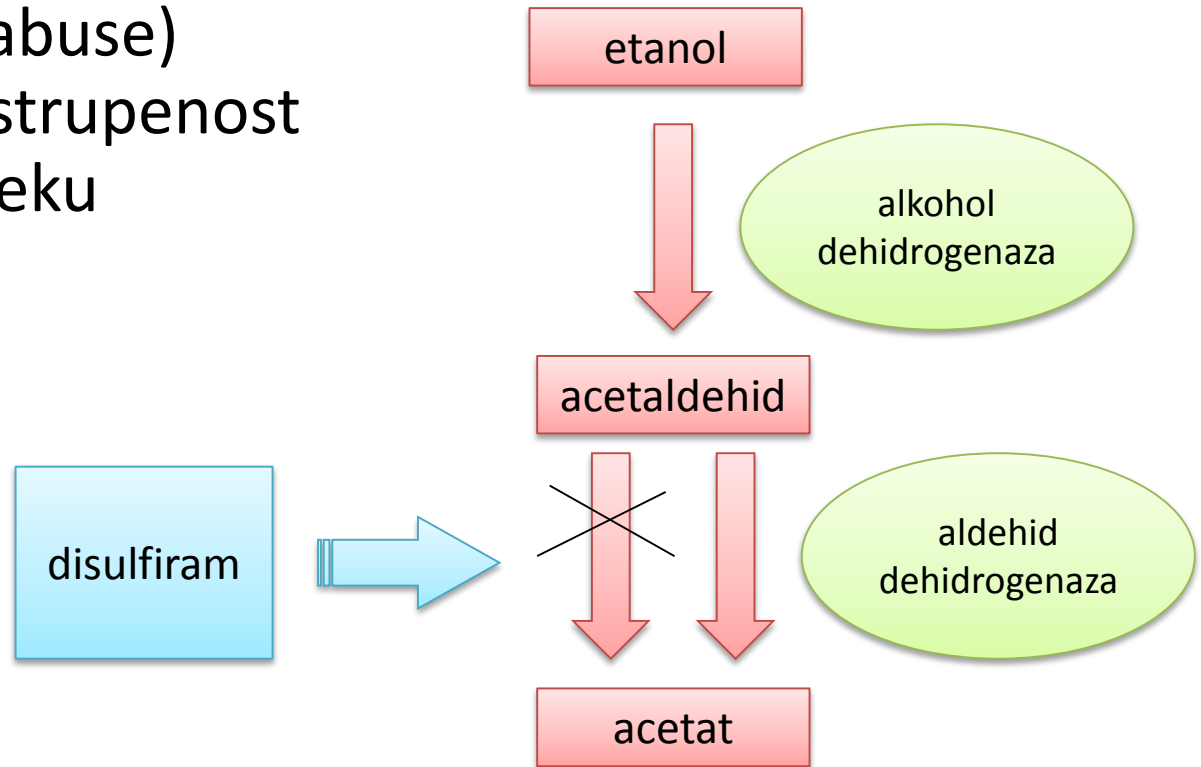 abuse)
strupenost
eku
etanol
alkohol
dehidrogenaza
acetaldehid
disulfiram
aldehid
dehidrogenaza
acetat